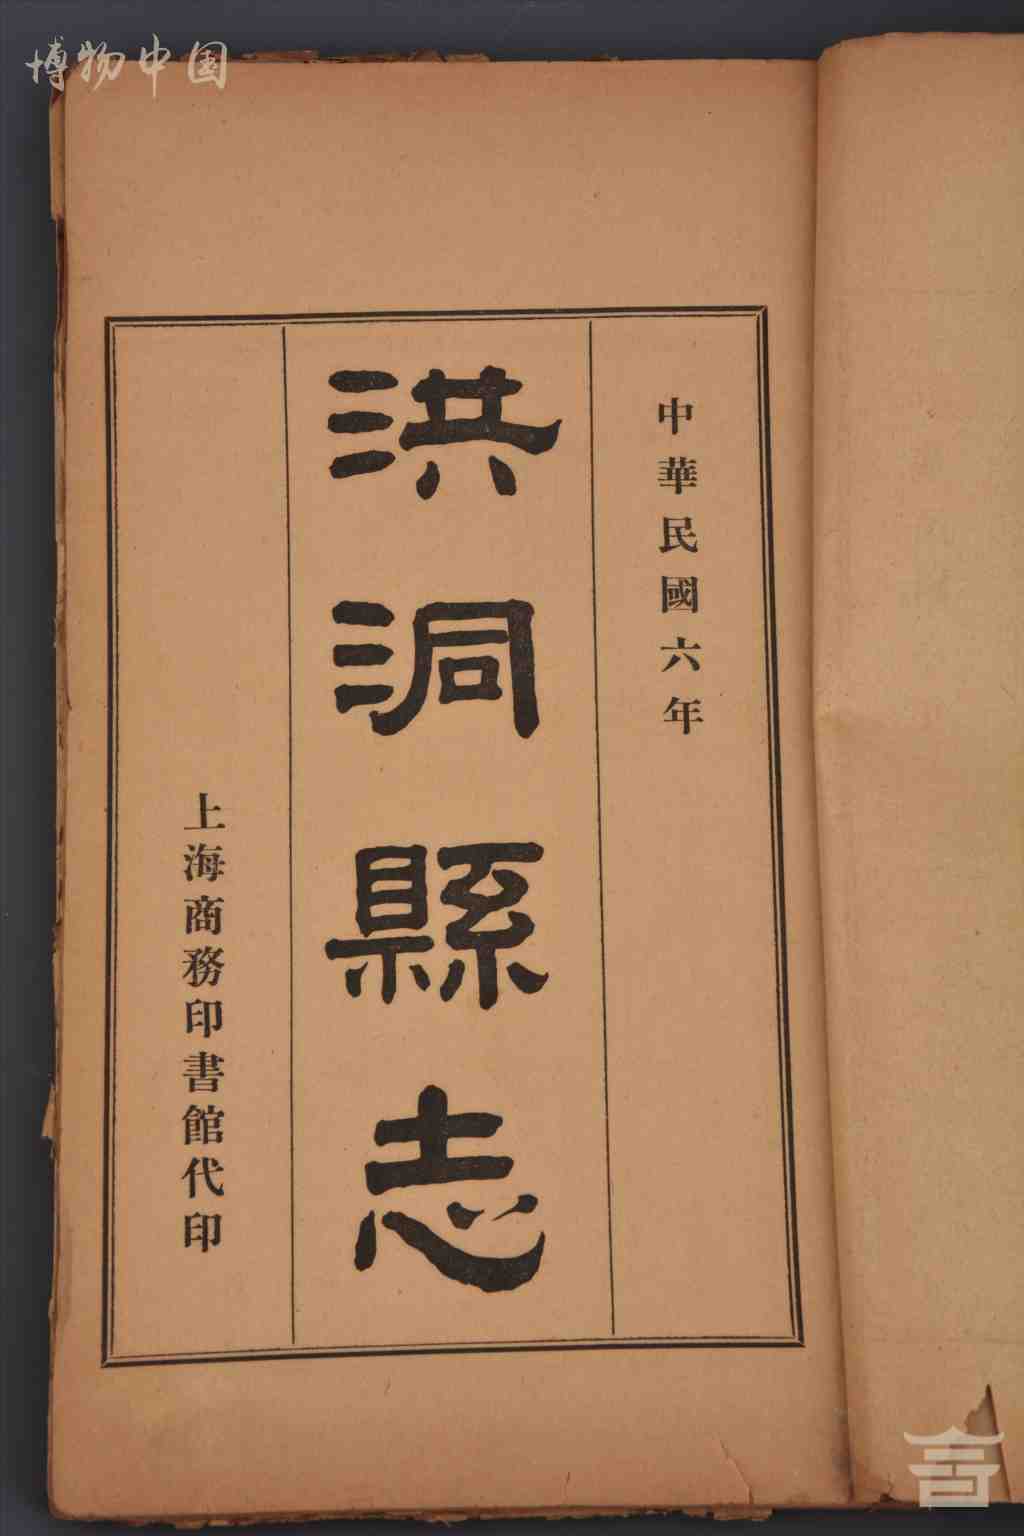 博物中国
中華民國六年
洪洞縣志
上海商務印書館代印